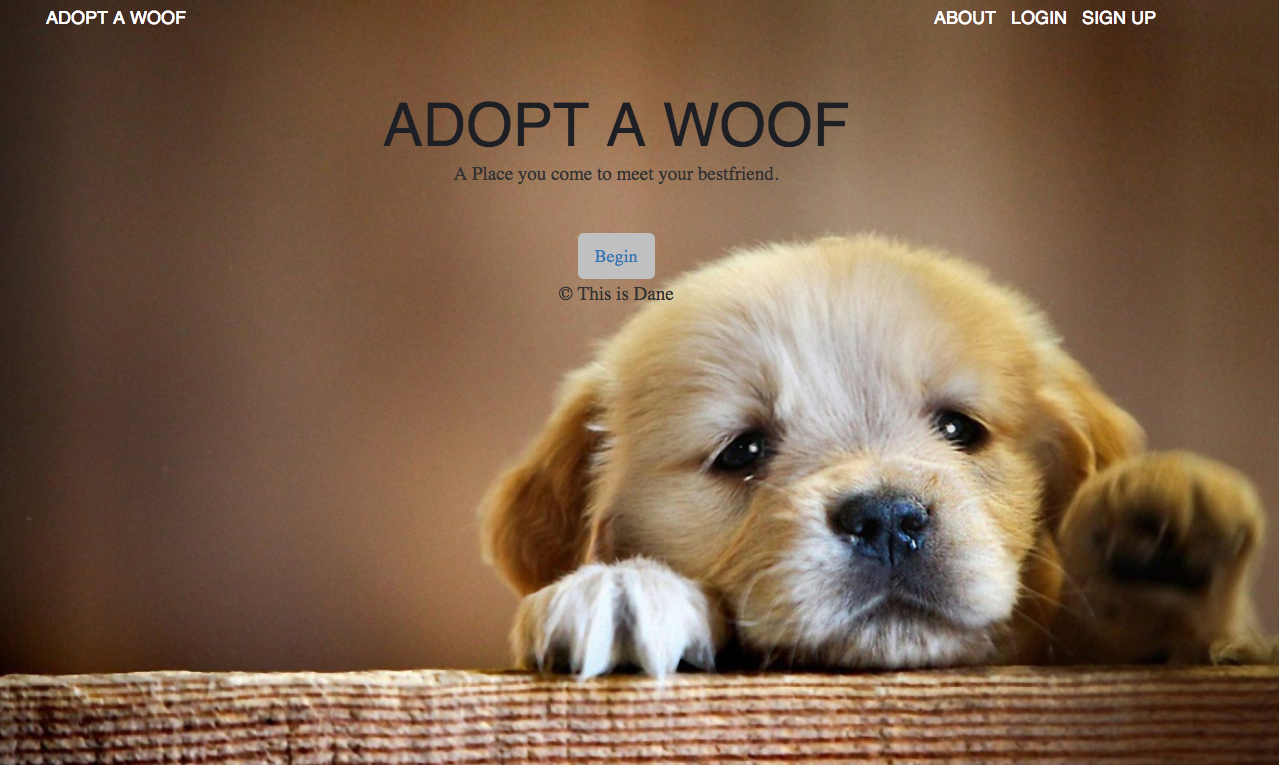 ADOPT A WOOF
ABOUT LOGIN SIGN UP
ADOPT A WOOF
A Place you come to meet your bestfriend.
Begin
© This is Dane